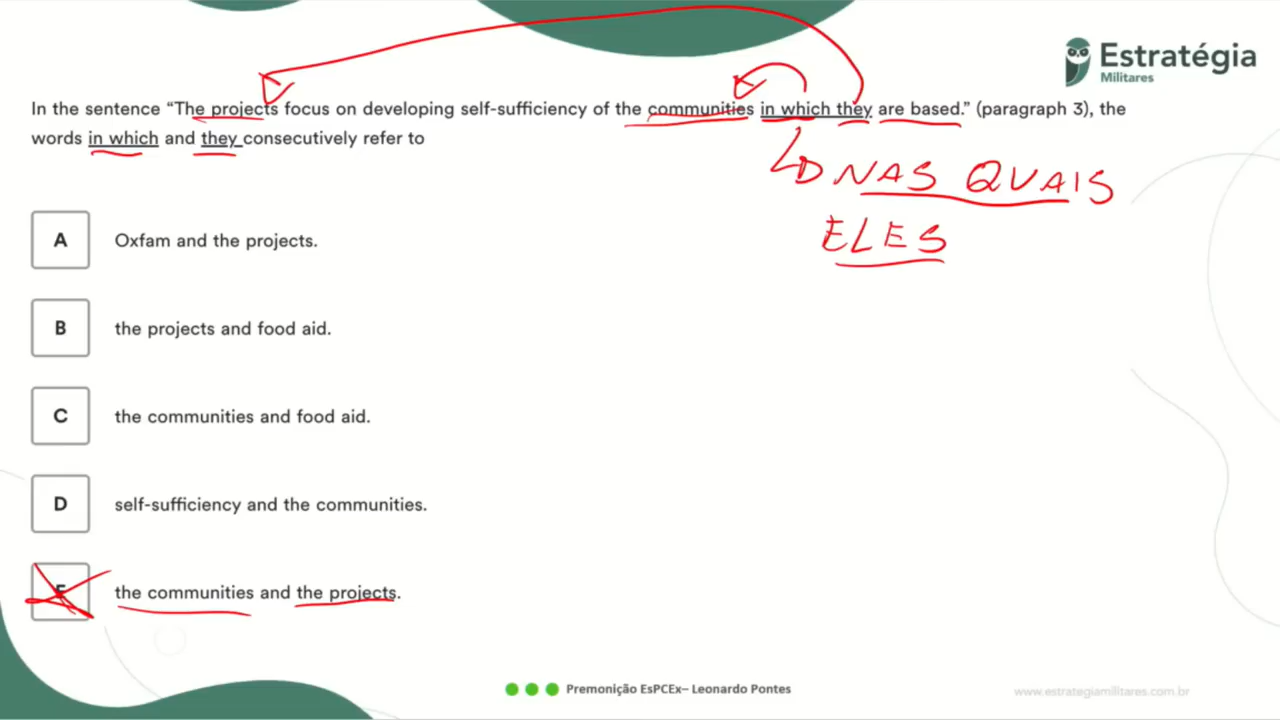 Estratégia
Militares
In the sentence “The projects focus on developing self-sufficiency of the communities in which they are based.” (paragraph 3), the
words in which and they consecutively refer to
NAS QUAIS
ELES
A Oxfam and the projects.
B the projects and food aid.
C the communities and food aid.
D self-sufficiency and the communities.
E the communities and the projects.
Premonição EsPCEx– Leonardo Pontes
www.estrategiamilitares.com.br